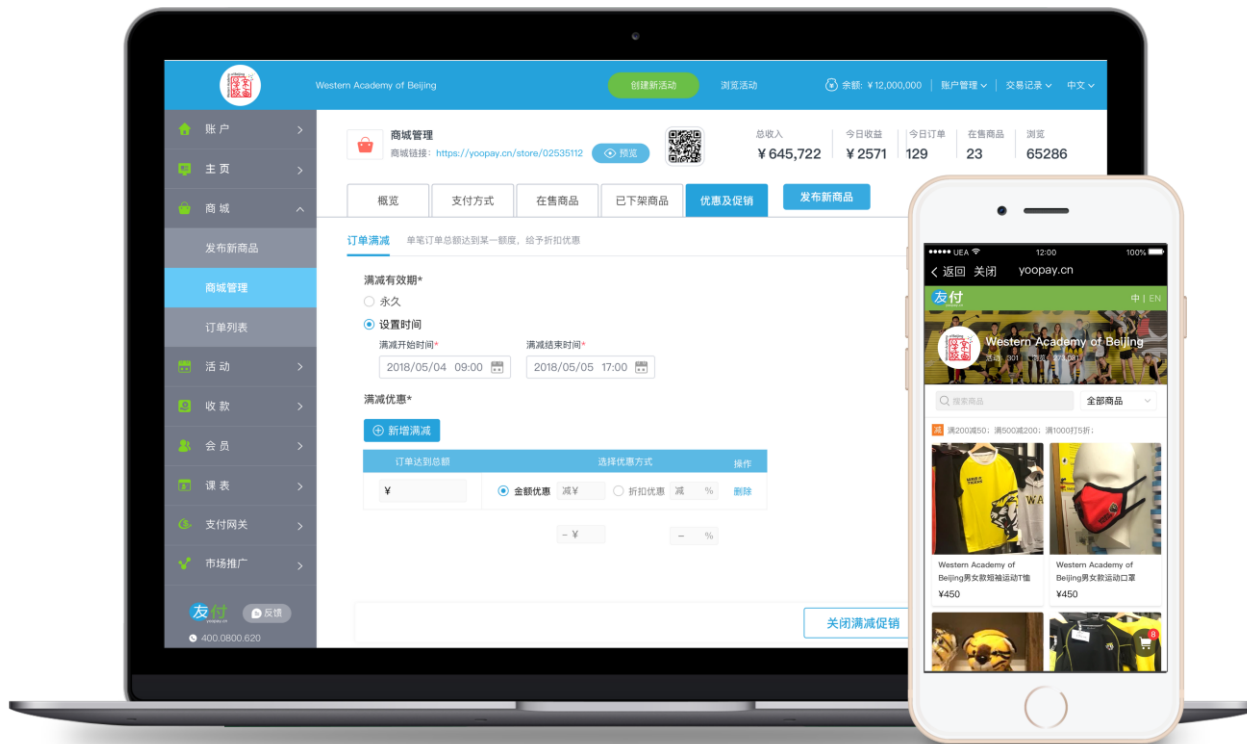 Western Academy of Beijing
创建新活动
浏览活动
余额: ¥12,000,000
账户管理
交易记录
中文
账户
主页
商城
发布新商品
商城管理
订单列表
活动
收款
会员
课表
支付网关
市场推广
友付
反馈
400.0800.620
商城管理
商城链接: https://yoopay.cn/store/02535112
预览
总收入
¥645,722
今日收益
¥2571
今日订单
129
在售商品
23
浏览
65286
概览
支付方式
在售商品
已下架商品
优惠及促销
发布新商品
订单满减 单笔订单总额达到某一额度, 给予折扣优惠
满减有效期*
永久
设置时间
满减开始时间*
满减结束时间*
2018/05/04 09:00
2018/05/05 17:00
满减优惠*
新增满减
订单达到总额 选择优惠方式 操作
¥ 金额优惠 减¥ 折扣优惠 减 % 删除
- ¥ - %
关闭满减促销
UEA 12:00 100%
返回 关闭 yoopay.cn
友付
中 | EN
Western Academy of Beijing
搜索商品
全部商品
减 满200减50; 满500减200; 满1000打5折;
Western Academy of
Beijing男女款短袖运动T恤
¥450
Western Academy of
Beijing男女款运动口罩
¥450